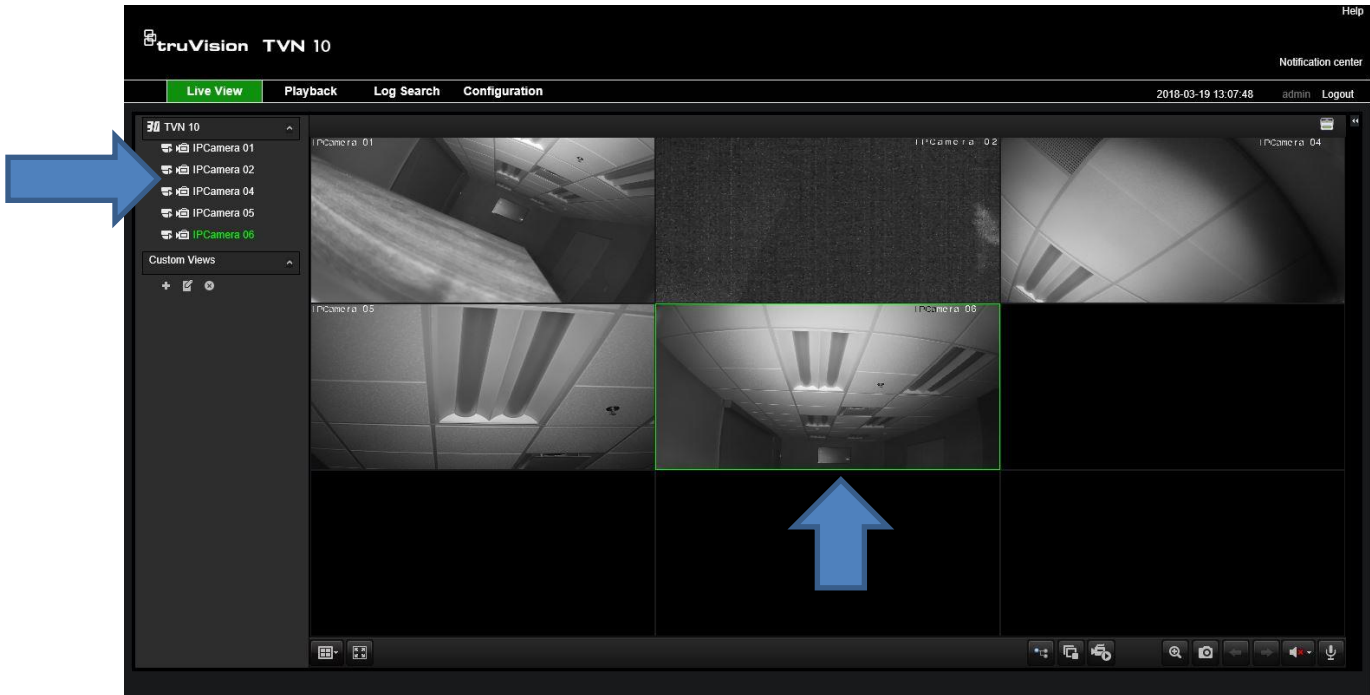 Help
truVision TVN 10
Notification center
Live View Playback Log Search Configuration
2018-03-19 13:07:48 admin Logout
TVN 10
IPCamera 01
IPCamera 02
IPCamera 04
IPCamera 05
IPCamera 06
Custom Views
IPCamera 01
IPCamera 02
IPCamera 04
IPCamera 05
IPCamera 06